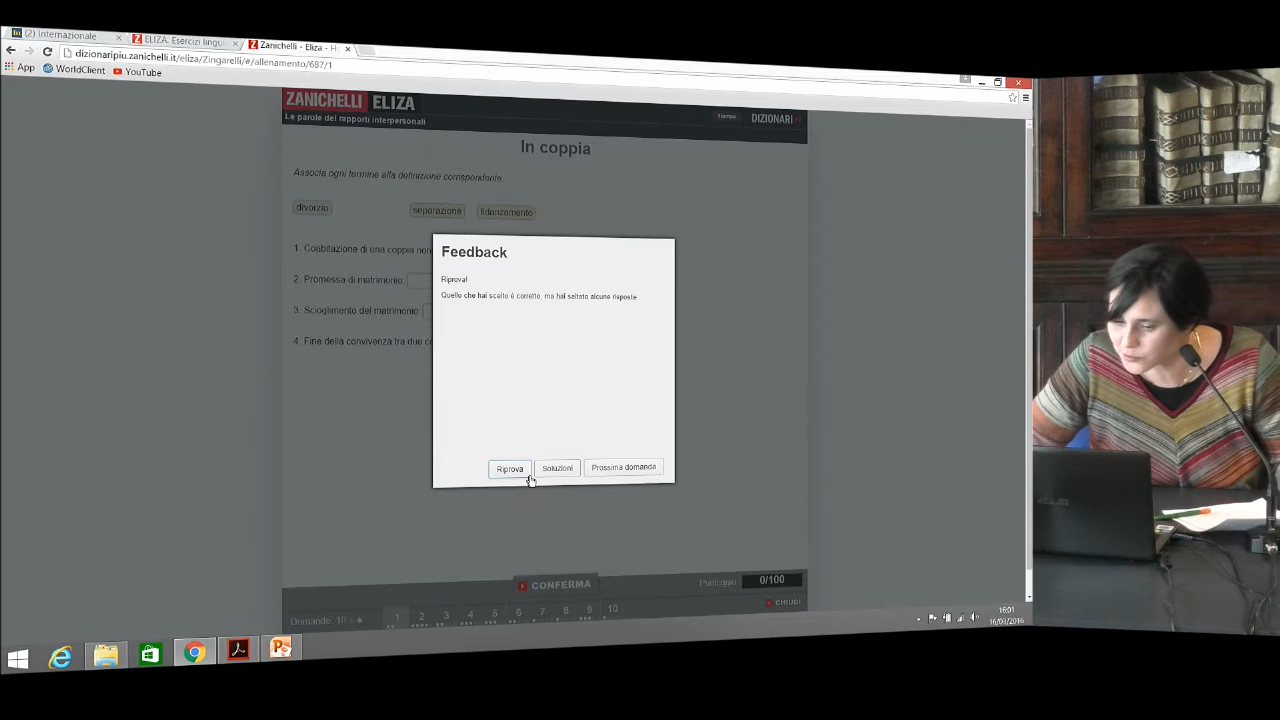 (2) Internazionale
ELIZA. Esercizi lingu
Zanichelli - Eliza - H
dizionaripiu.zanichelli.it/eliza/Zingarelli/#/allenamento/687/1
App
WorldClient
YouTube
ZANICHELLI ELIZA
Le parole dei rapporti interpersonali
Stampa
DIZIONARI
In coppia
Associa ogni termine alla definizione corrispondente.
divorzio
separazione
fidanzamento
1. Coabitazione di una coppia non
2. Promessa di matrimonio
3. Scioglimento del matrimonio
4. Fine della convivenza tra due co
Feedback
Riprova!
Quello che hai scelto è corretto, ma hai saltato alcune risposte
Riprova
Soluzioni
Prossima domanda
CONFERMA
Punteggio
0/100
Domande: 10
1 2 3 4 5 6 7 8 9 10
CHIUDI
16:01
16/03/2016